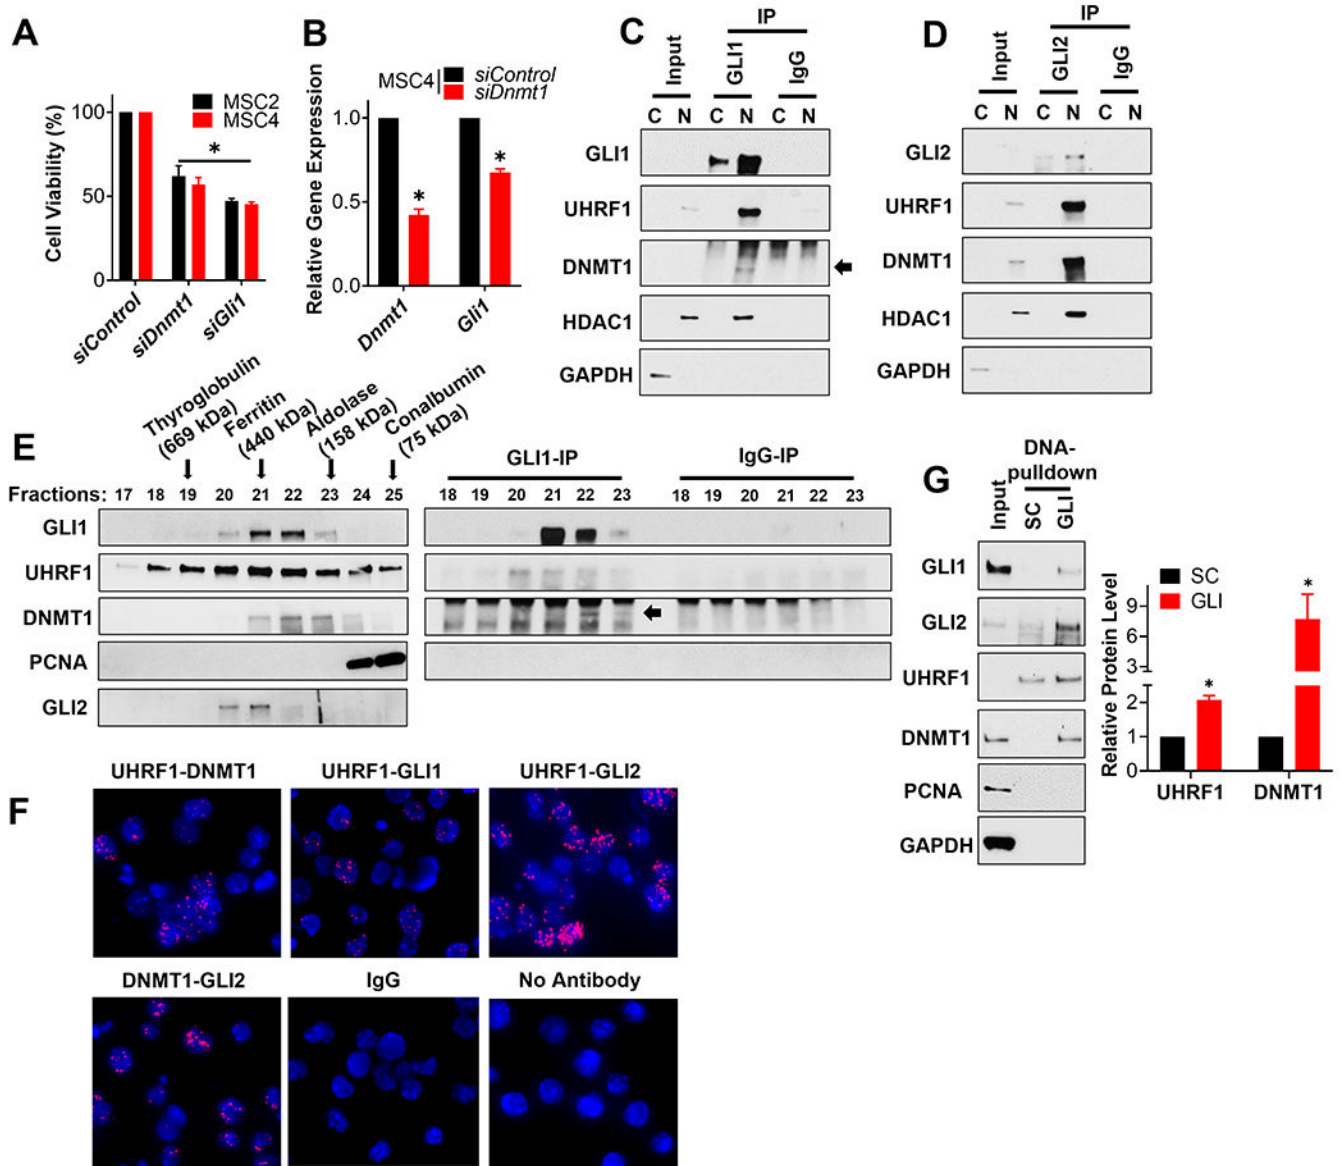 A
Cell Viability (%)
100
50
0
MSC2
MSC4
*
siControl
siDnmt1
siGli1
B
Relative Gene Expression
MSC4
siControl
siDnmt1
1.0
0.5
0.0
*
*
Dnmt1
Gli1
C
IP
Input
GLI1
IgG
C N C N C N
GLI1
UHRF1
DNMT1
HDAC1
GAPDH
D
IP
Input
GLI2
IgG
C N C N C N
GLI2
UHRF1
DNMT1
HDAC1
GAPDH
E
Thyroglobulin
(669 kDa)
Ferritin
(440 kDa)
Aldolase
(158 kDa)
Conalbumin
(75 kDa)
GLI1-IP
IgG-IP
Fractions: 17 18 19 20 21 22 23 24 25
18 19 20 21 22 23
18 19 20 21 22 23
GLI1
UHRF1
DNMT1
PCNA
GLI2
F
UHRF1-DNMT1
UHRF1-GLI1
UHRF1-GLI2
DNMT1-GLI2
IgG
No Antibody
G
DNA-
pulldown
Input
SC
GLI
GLI1
GLI2
UHRF1
DNMT1
PCNA
GAPDH
Relative Protein Level
SC
GLI
9
6
3
2
1
0
*
*
UHRF1
DNMT1